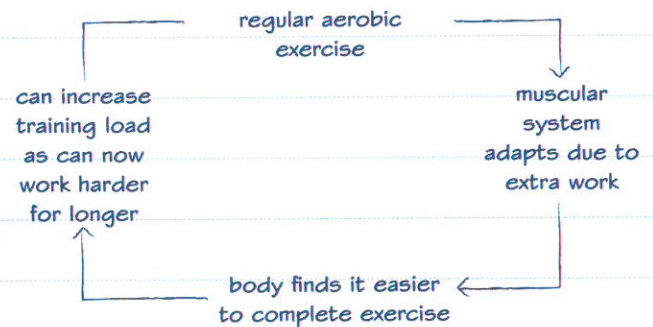 regular aerobic
exercise
muscular
system
adapts due to
extra work
body finds it easier
to complete exercise
can increase
training load
as can now
work harder
for longer